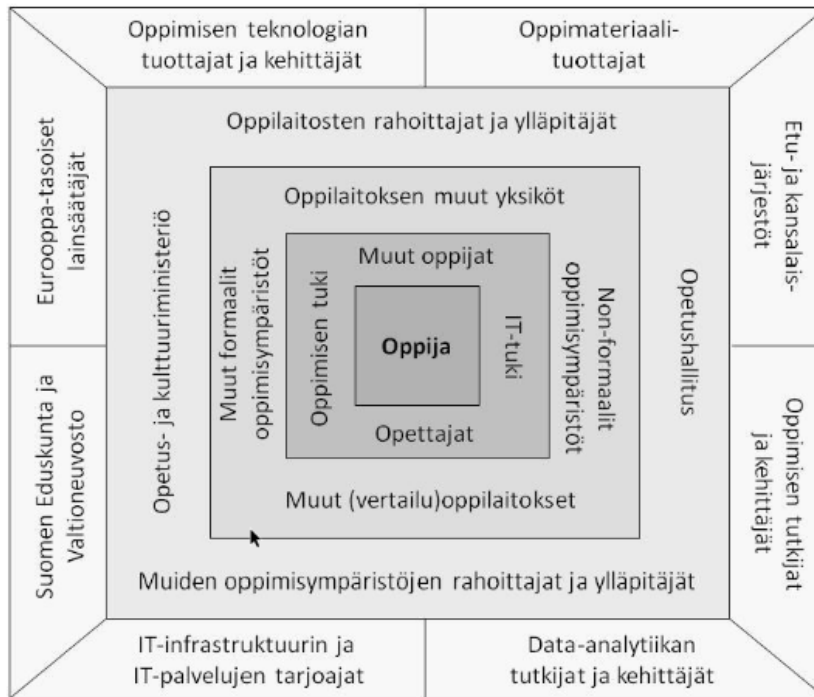 Oppimisen teknologian
tuottajat ja kehittäjät
Oppimateriaali-
tuottajat
Eurooppa-tasoiset
lainsäätäjät
Etu- ja kansalais-
järjestöt
Oppilaitosten rahoittajat ja ylläpitäjät
Opetus- ja kulttuuriministeriö
Opetushallitus
Oppilaitoksen muut yksiköt
Muut formaalit
oppimisympäristöt
Non-formaalit
oppimisympäristöt
Muut oppijat
Oppimisen tuki
Oppija
IT-tuki
Opettajat
Muut (vertailu)oppilaitokset
Muiden oppimisympäristöjen rahoittajat ja ylläpitäjät
Suomen Eduskunta ja
Valtioneuvosto
Oppimisen tutkijat
ja kehittäjät
IT-infrastruktuurin ja
IT-palvelujen tarjoajat
Data-analytiikan
tutkijat ja kehittäjät